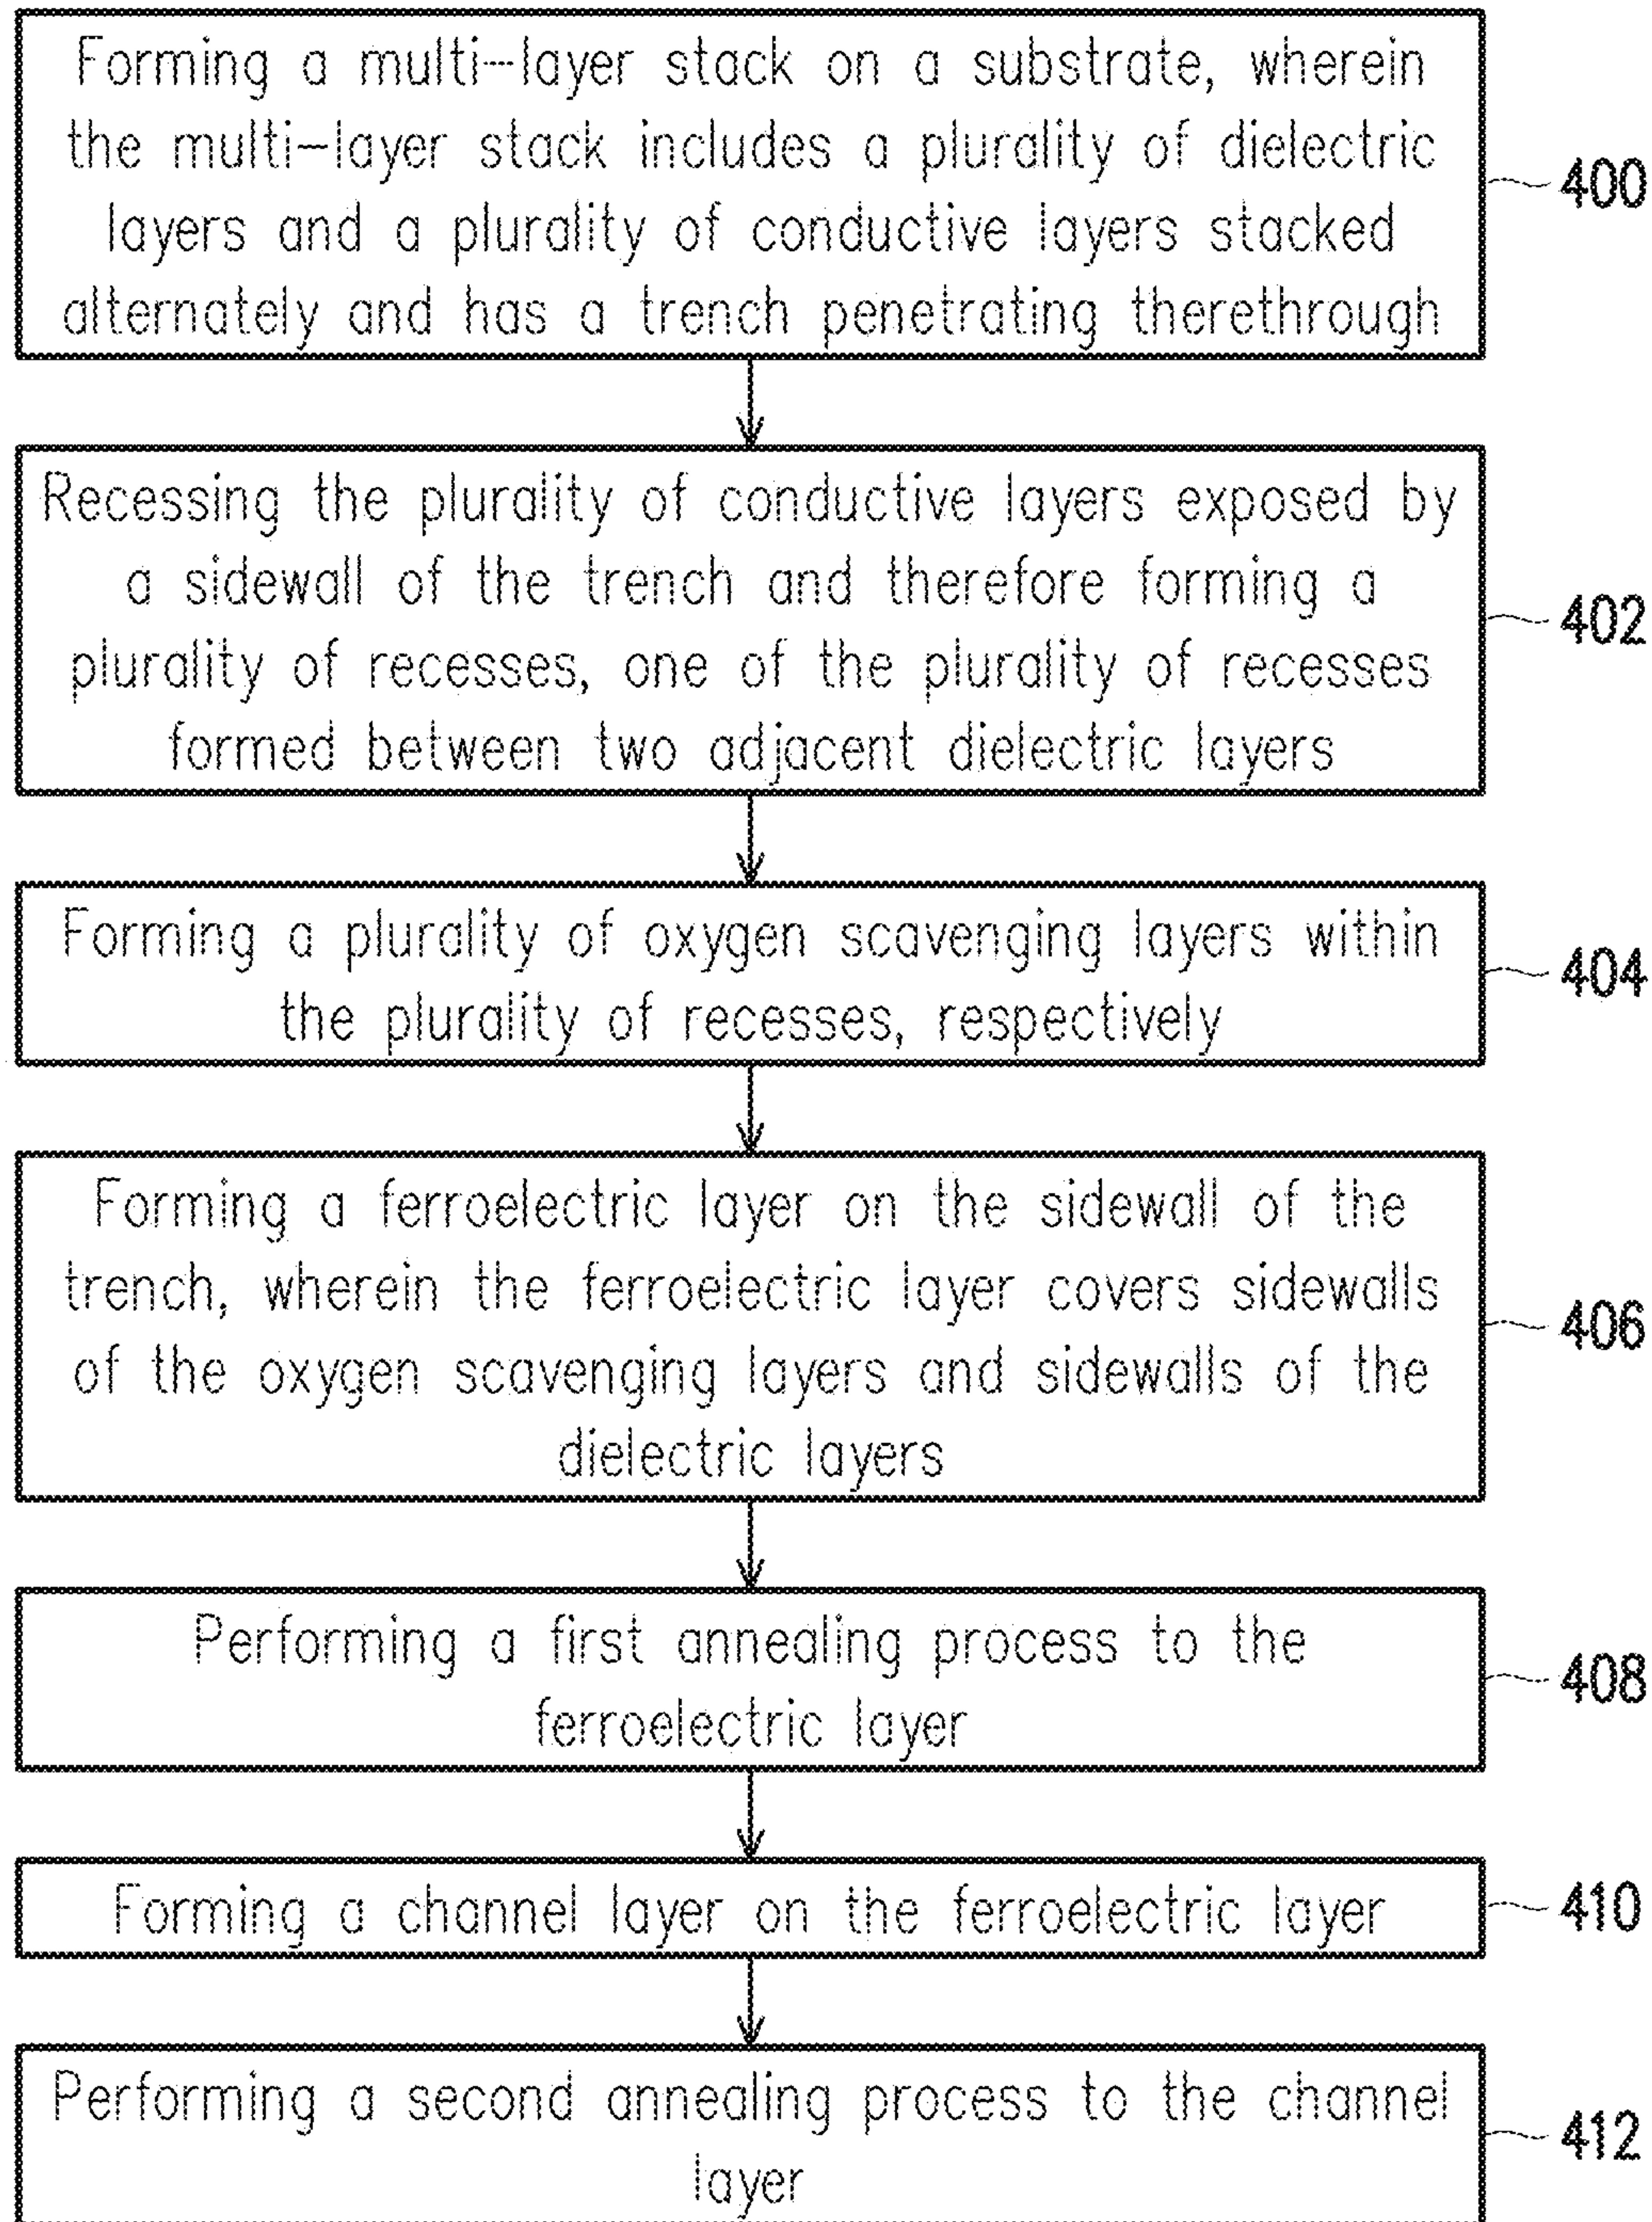 Forming a multi-layer stack on a substrate, wherein
the multi-layer stack includes a plurality of dielectric
layers and a plurality of conductive layers stacked
alternately and has a trench penetrating therethrough
400
Recessing the plurality of conductive layers exposed by
a sidewall of the trench and therefore forming a
plurality of recesses, one of the plurality of recesses
formed between two adjacent dielectric layers
402
Forming a plurality of oxygen scavenging layers within
the plurality of recesses, respectively
404
Forming a ferroelectric layer on the sidewall of the
trench, wherein the ferroelectric layer covers sidewalls
of the oxygen scavenging layers and sidewalls of the
dielectric layers
406
Performing a first annealing process to the
ferroelectric layer
408
Forming a channel layer on the ferroelectric layer
410
Performing a second annealing process to the channel
layer
412